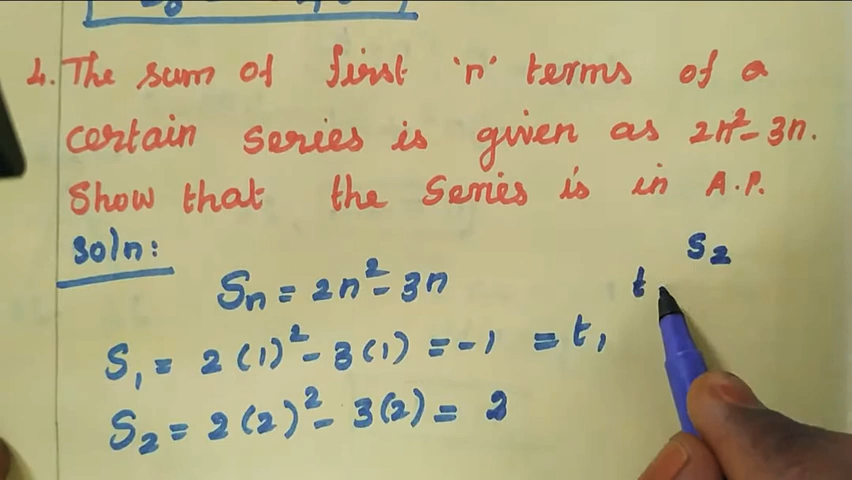 4. The sum of first 'n' terms of a
certain series is given as 2n² - 3n.
Show that the series is in A.P.
Soln:
S₂
Sₙ = 2n² - 3n
t
S₁ = 2(1)² - 3(1) = -1 = t₁
S₂ = 2(2)² - 3(2) = 2